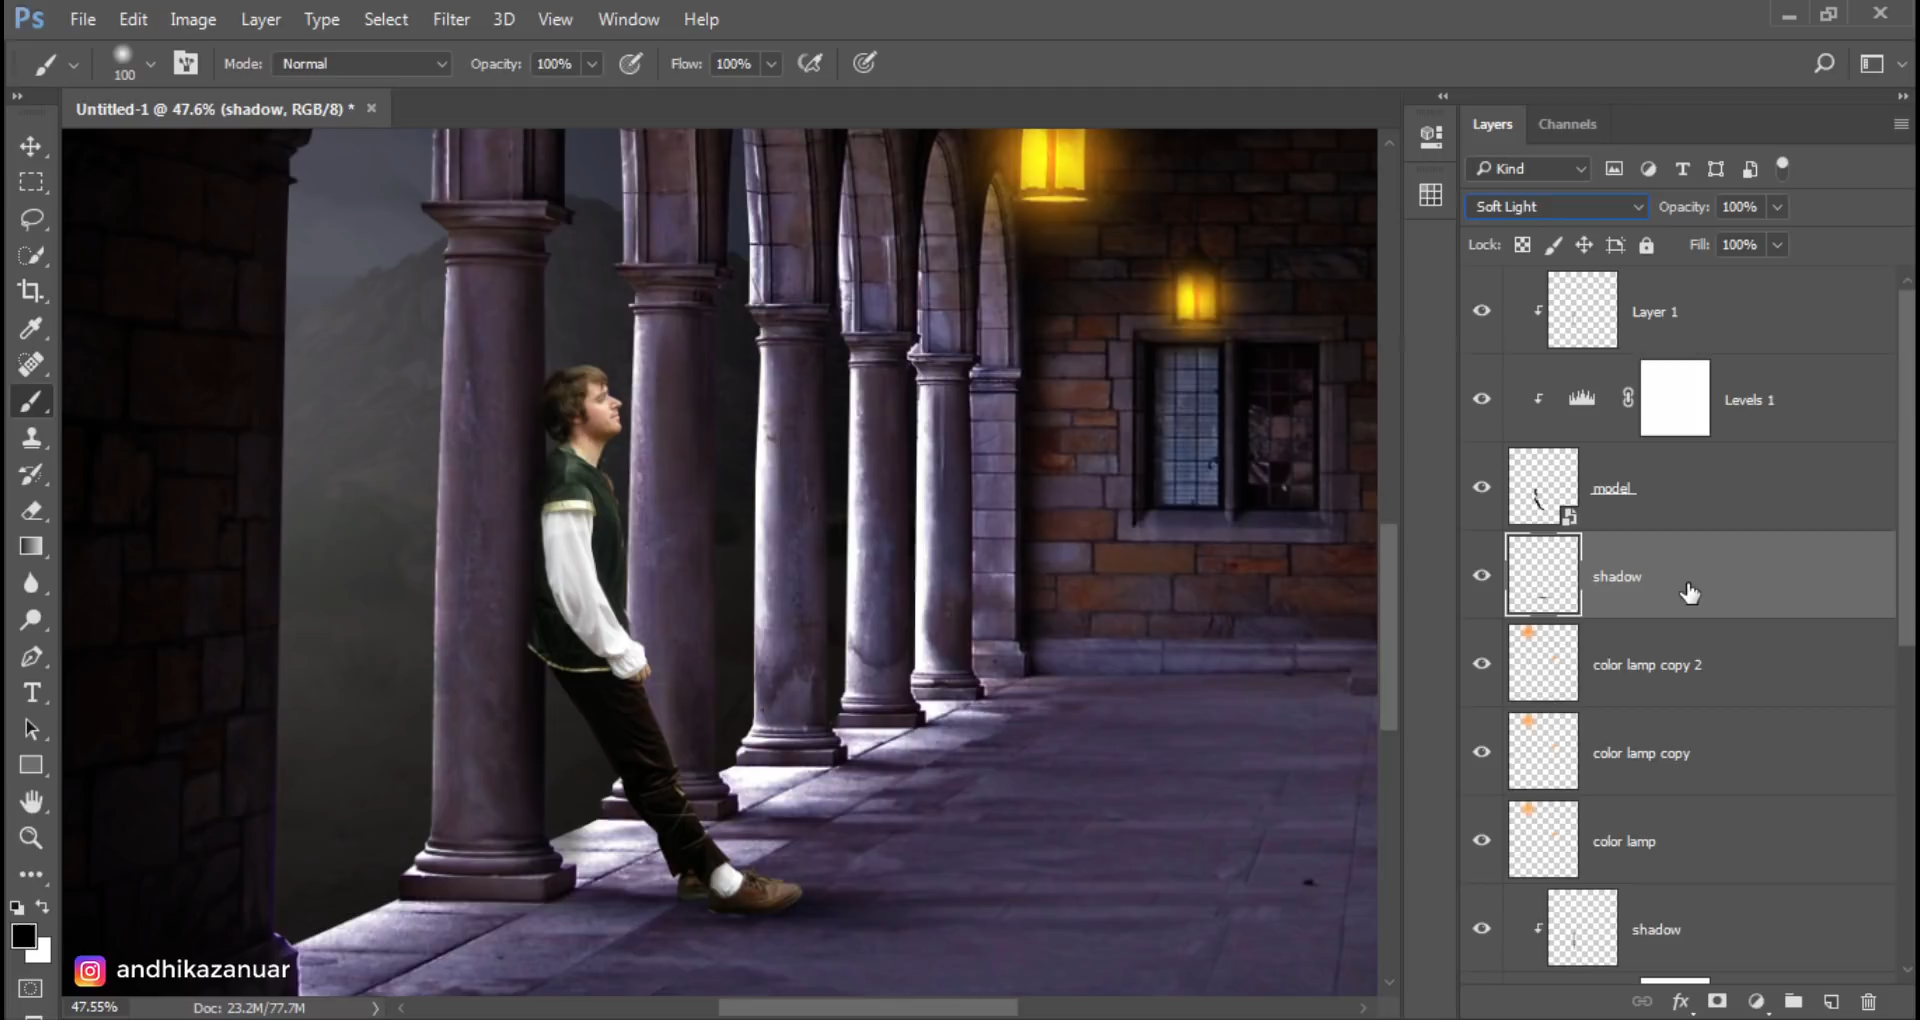 Ps File Edit Image Layer Type Select Filter 3D View Window Help
100 Mode: Normal Opacity: 100% Flow: 100%
Untitled-1 @ 47.6% (shadow, RGB/8) *
Layers Channels
Kind
Soft Light Opacity: 100%
Lock: Fill: 100%
Layer 1
Levels 1
model
shadow
color lamp copy 2
color lamp copy
color lamp
shadow
andhikazanuar
47.55% Doc: 23.2M/77.7M
fx